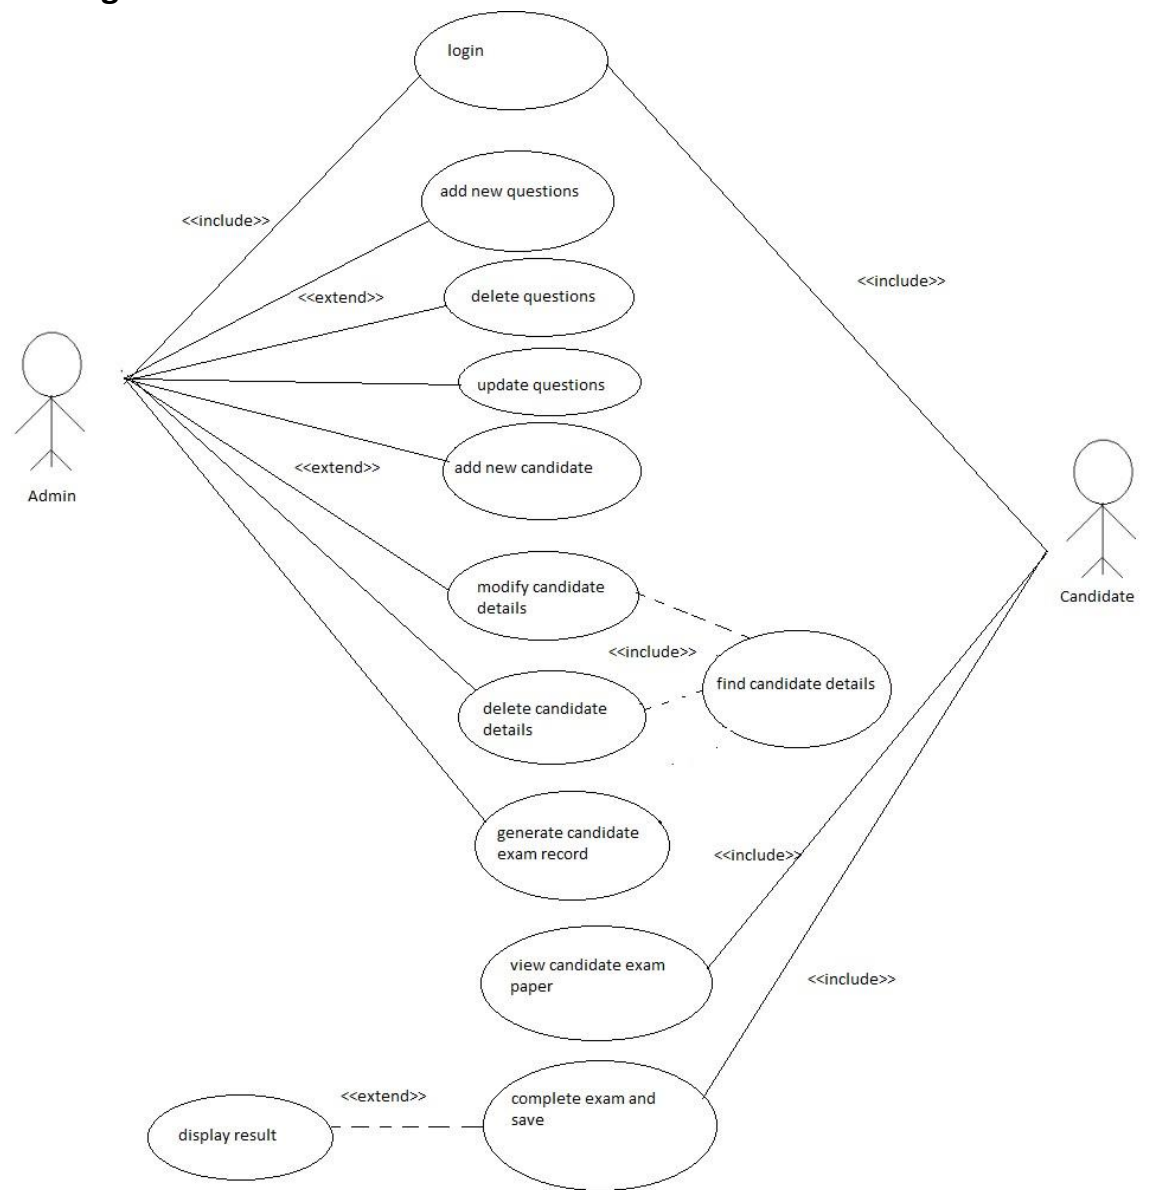 login
add new questions
<<include>>
<<include>>
<<extend>>
delete questions
update questions
add new candidate
<<extend>>
Admin
modify candidate
details
Candidate
<<include>>
find candidate details
delete candidate
details
generate candidate
exam record
<<include>>
view candidate exam
paper
<<include>>
<<extend>>
complete exam and
save
display result